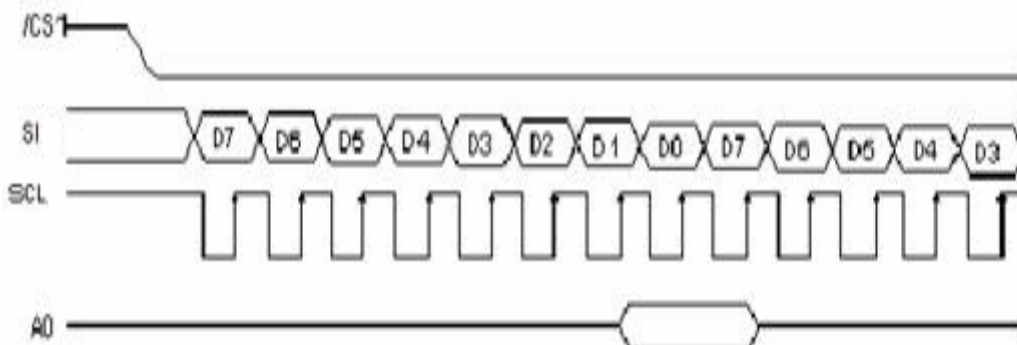 /CS1
SI D7 D6 D5 D4 D3 D2 D1 D0 D7 D6 D5 D4 D3
SCL
A0